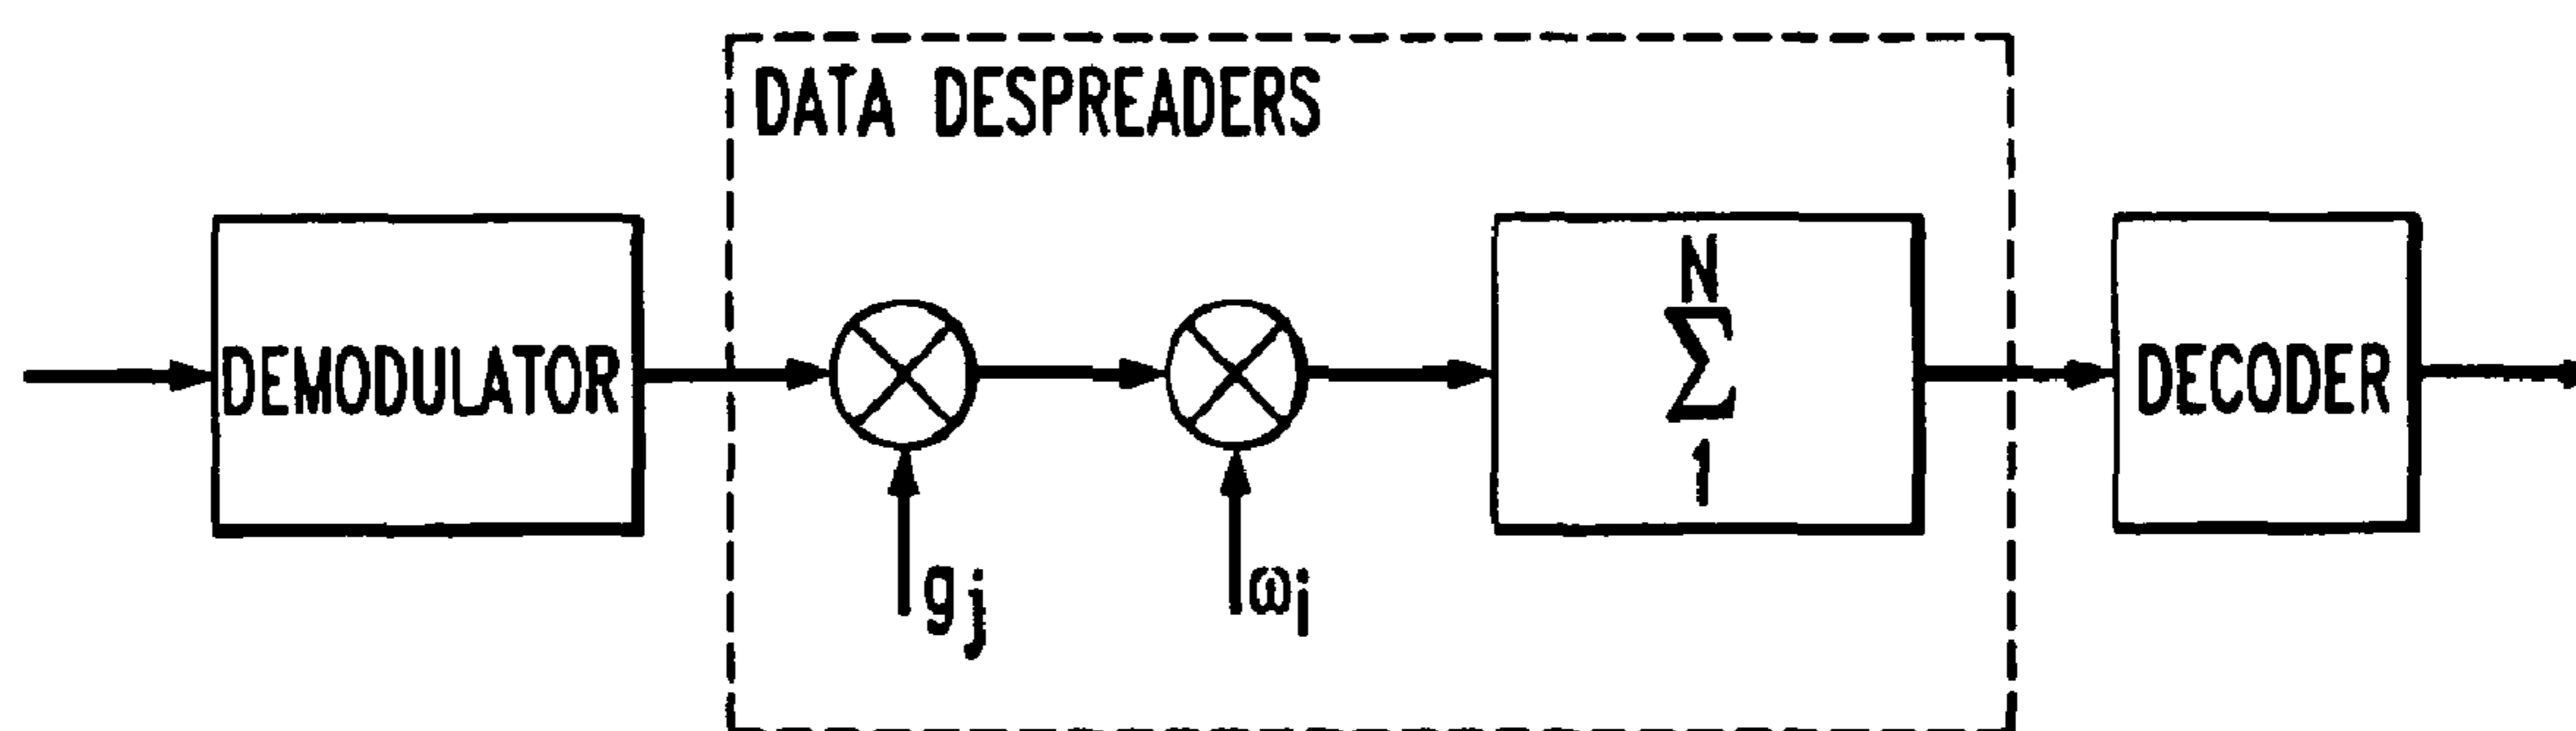 DATA DESPREADERS
DEMODULATOR
N
Σ
1
DECODER
gj
ωi